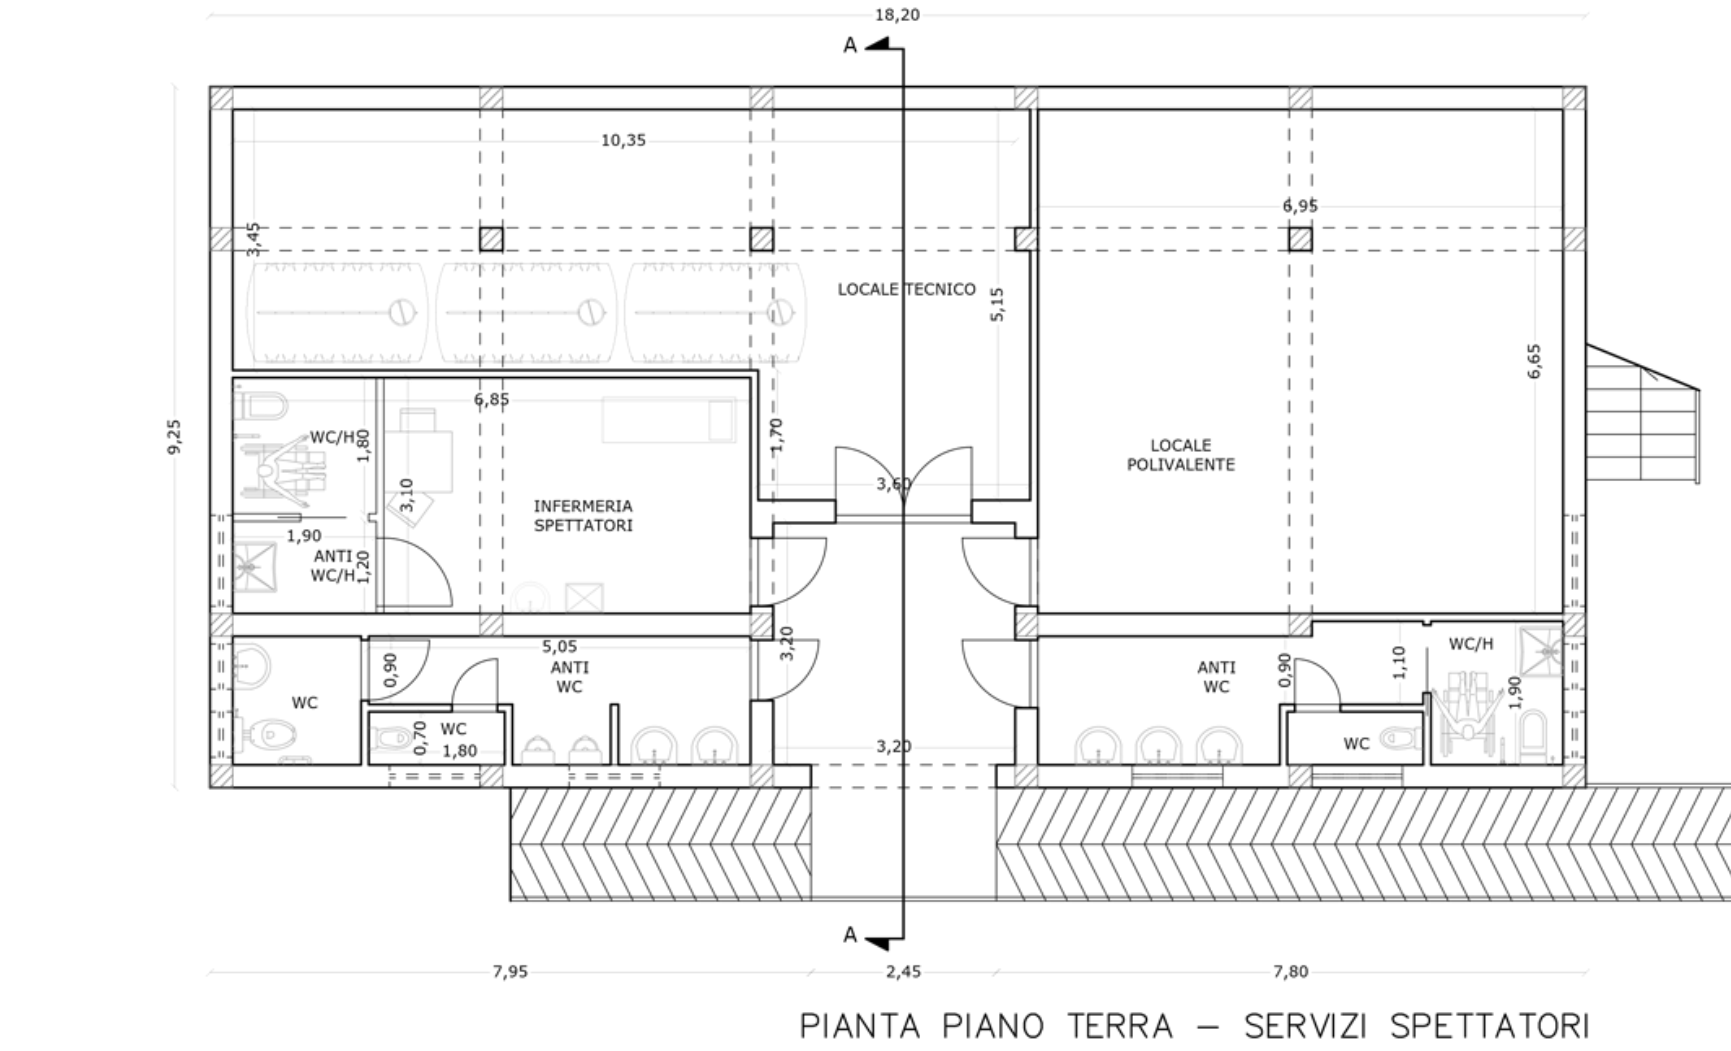 18,20
A
10,35
6,95
3,45
LOCALE TECNICO
5,15
6,65
6,85
9,25
WC/H
1,80
1,70
LOCALE
POLIVALENTE
3,60
3,10
INFERMERIA
SPETTATORI
1,90
ANTI
WC/H
1,20
5,05
3,20
0,90
ANTI
WC
WC
0,70
WC
1,80
3,20
ANTI
WC
0,90
1,10
WC/H
1,90
WC
A
7,95
2,45
7,80
PIANTA PIANO TERRA – SERVIZI SPETTATORI